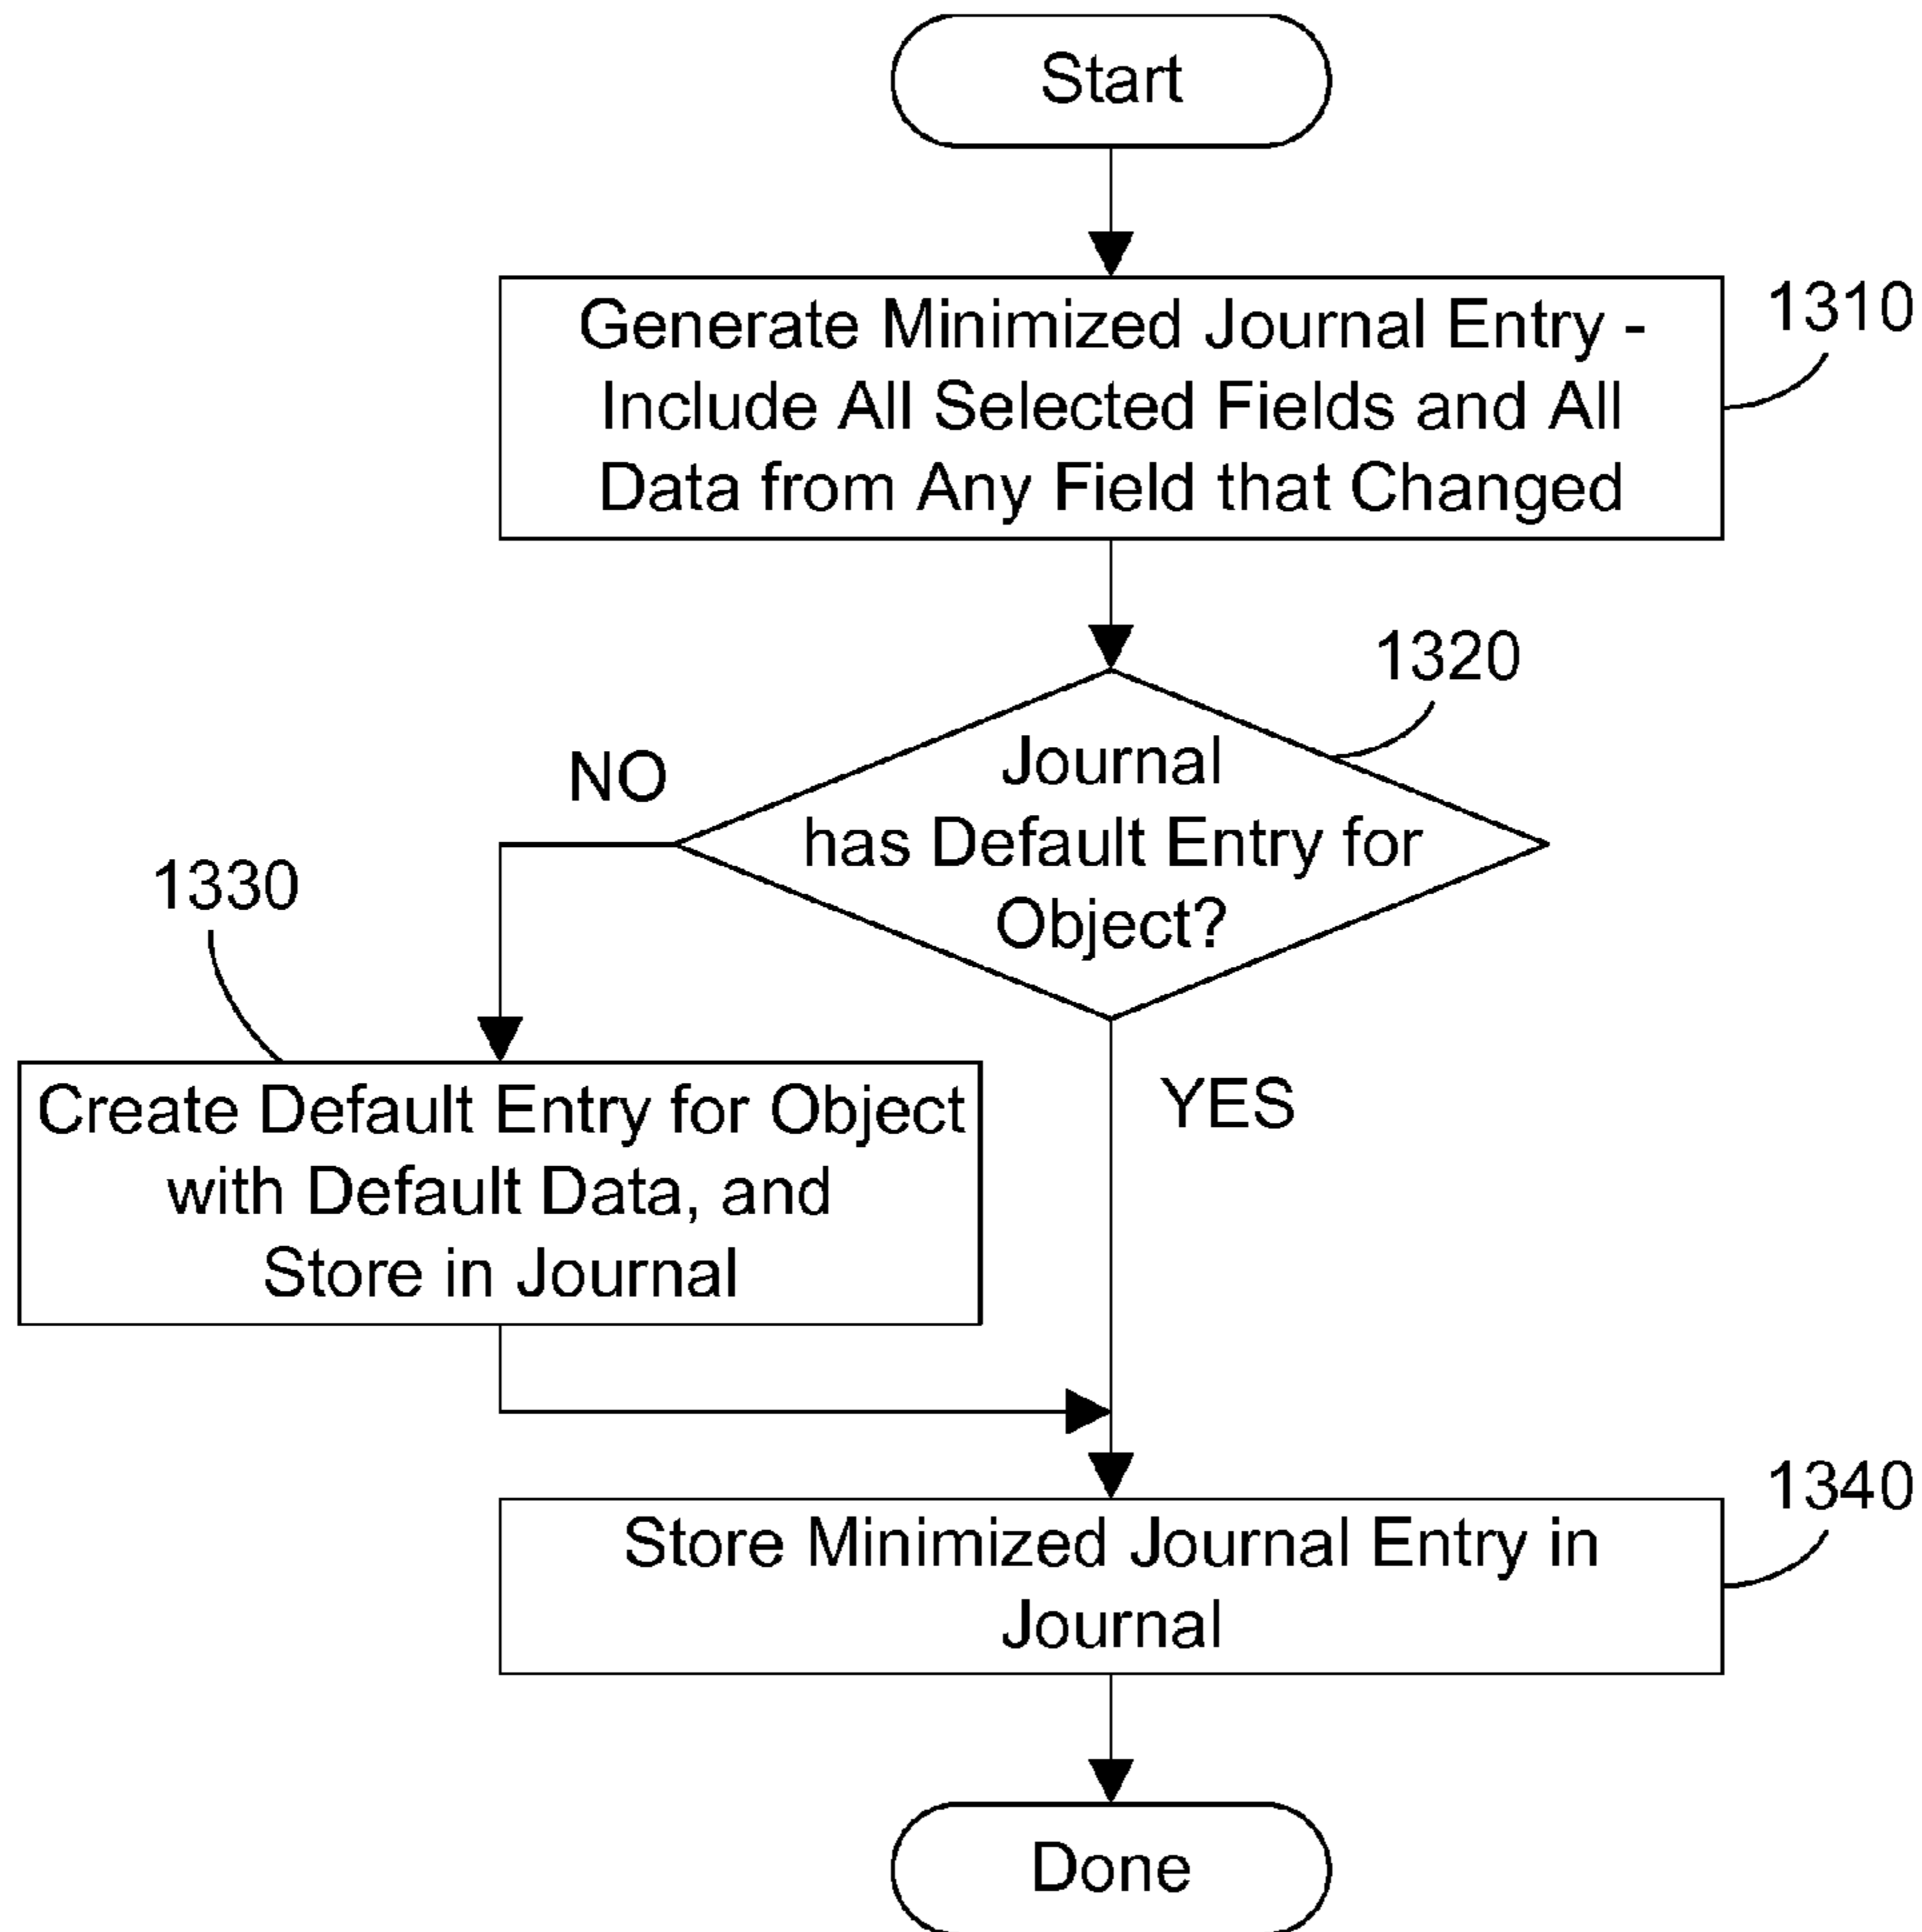 Start
Generate Minimized Journal Entry -
Include All Selected Fields and All
Data from Any Field that Changed
1310
1320
Journal
has Default Entry for
Object?
NO
1330
YES
Create Default Entry for Object
with Default Data, and
Store in Journal
1340
Store Minimized Journal Entry in
Journal
Done